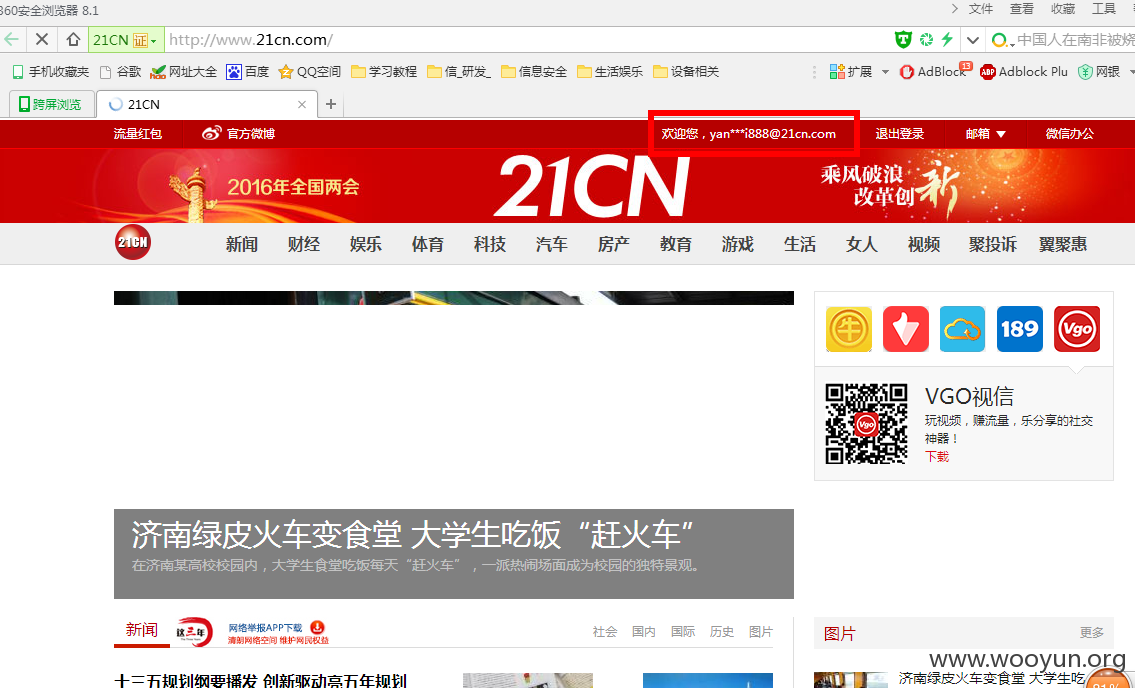 360安全浏览器 8.1
文件 查看 收藏 工具
21CN 证 http://www.21cn.com/ 中国人在南非被烧
手机收藏夹 谷歌 网址大全 百度 QQ空间 学习教程 信_研发_ 信息安全 生活娱乐 设备相关 扩展 AdBlock 13 ABP Adblock Plu 网银
跨屏浏览 21CN
流量红包 官方微博 欢迎您，yan***i888@21cn.com 退出登录 邮箱 微信办公
2016年全国两会 21CN 乘风破浪
改革创新
21CN 新闻 财经 娱乐 体育 科技 汽车 房产 教育 游戏 生活 女人 视频 聚投诉 翼聚惠
牛 189 Vgo
Vgo VGO视信
玩视频，赚流量，乐分享的社交
神器！
下载
济南绿皮火车变食堂 大学生吃饭“赶火车”
在济南某高校校园内，大学生食堂吃饭每天“赶火车”，一派热闹场面成为校园的独特景观。
新闻 这三年 网络举报APP下载
清朗网络空间 维护网民权益
社会 国内 国际 历史 图片
图片 更多
www.wooyun.org
十三五规划纲要播发 创新驱动亮五年规划
济南绿皮火车变食堂 大学生吃
91%